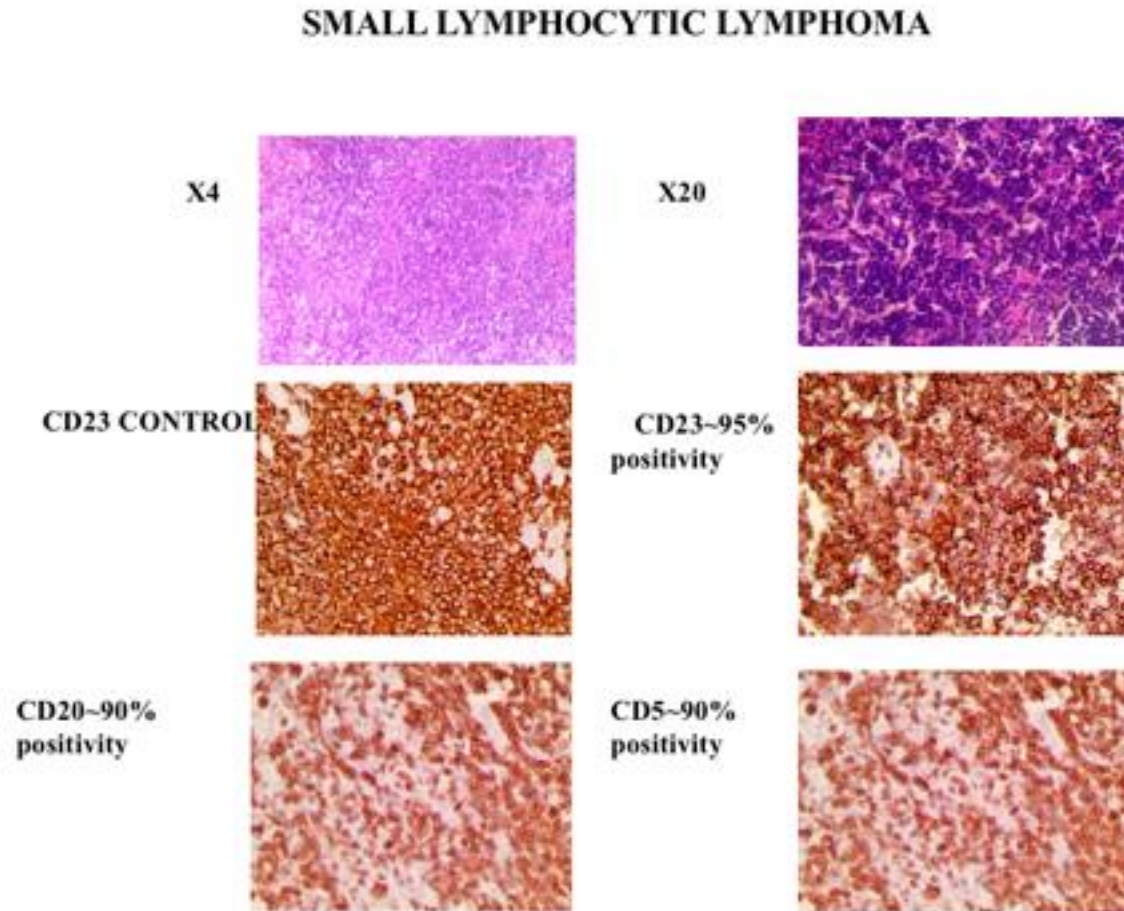 SMALL LYMPHOCYTIC LYMPHOMA
X4
X20
CD23 CONTROL
CD23~95%
positivity
CD20~90%
positivity
CD5~90%
positivity